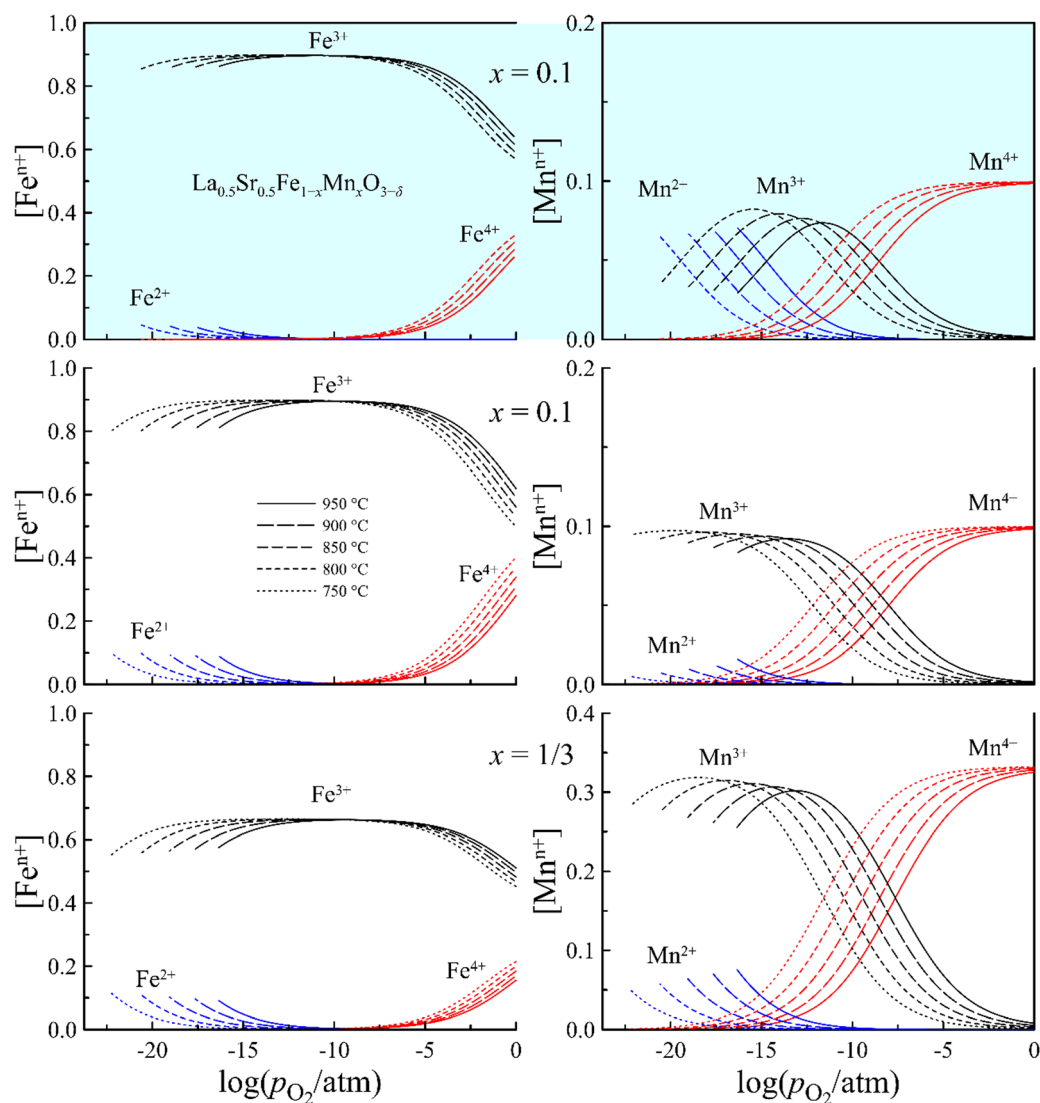 1.0
Fe³⁺
0.2
x = 0.1
0.8
[Feⁿ⁺]
0.6
La₀.₅Sr₀.₅Fe₁₋ₓMnₓO₃₋δ
0.4
Fe⁴⁺
0.2
Fe²⁺
0.0
[Mnⁿ⁺]
Mn²⁻
Mn³⁺
Mn⁴⁺
0.1
0.0
1.0
Fe³⁺
0.2
x = 0.1
0.8
[Feⁿ⁺]
0.6
950 °C
900 °C
850 °C
800 °C
750 °C
0.4
Fe⁴⁺
0.2
Fe²⁺
0.0
[Mnⁿ⁺]
Mn³⁺
Mn⁴⁻
0.1
Mn²⁺
0.0
1.0
0.4
x = 1/3
0.8
Fe³⁺
[Feⁿ⁺]
0.6
0.4
0.2
Fe²⁺
Fe⁴⁺
0.0
-20
-15
-10
-5
0
log(pO₂/atm)
Mn³⁺
Mn⁴⁻
0.3
[Mnⁿ⁺]
0.2
0.1
Mn²⁺
0.0
-20
-15
-10
-5
0
log(pO₂/atm)